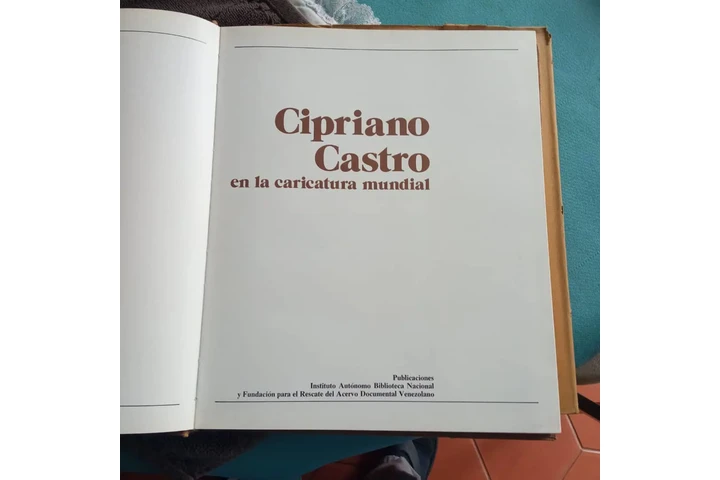 Cipriano
Castro
en la caricatura mundial
Publicaciones
Instituto Autónomo Biblioteca Nacional
y Fundación para el Rescate del Acervo Documental Venezolano